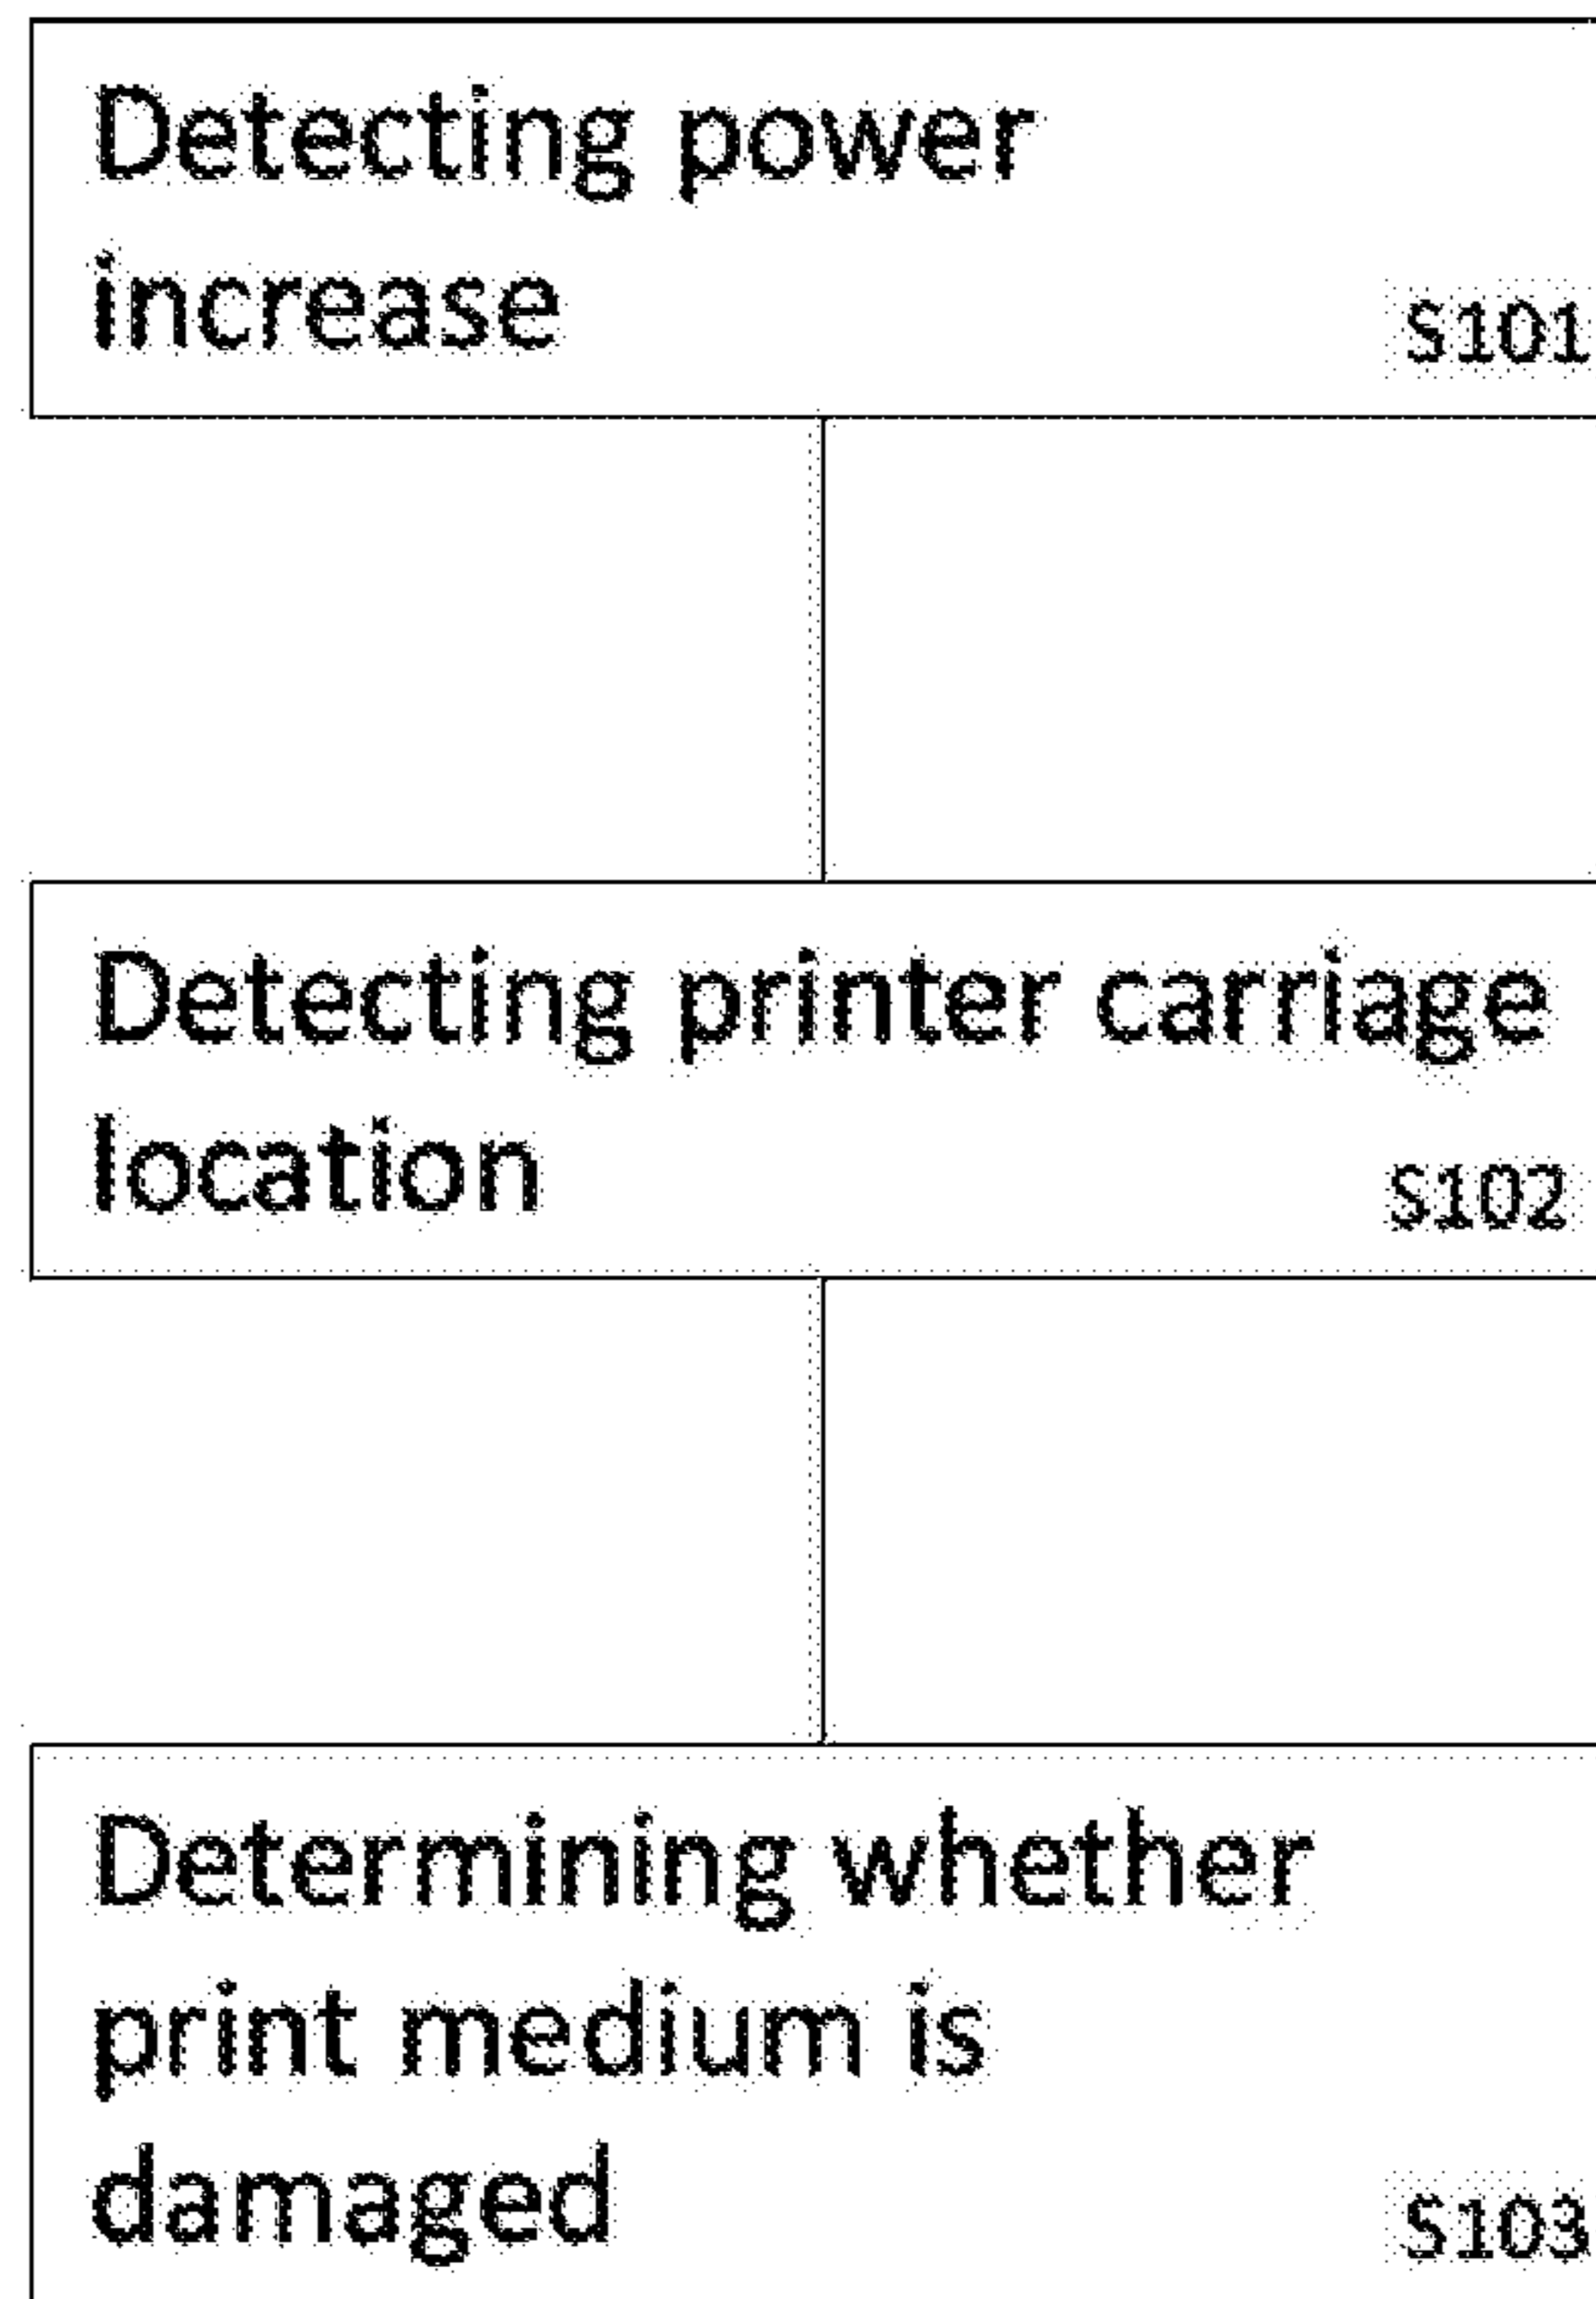 Detecting power
increase
S101
Detecting printer carriage
location
S102
Determining whether
print medium is
damaged
S103